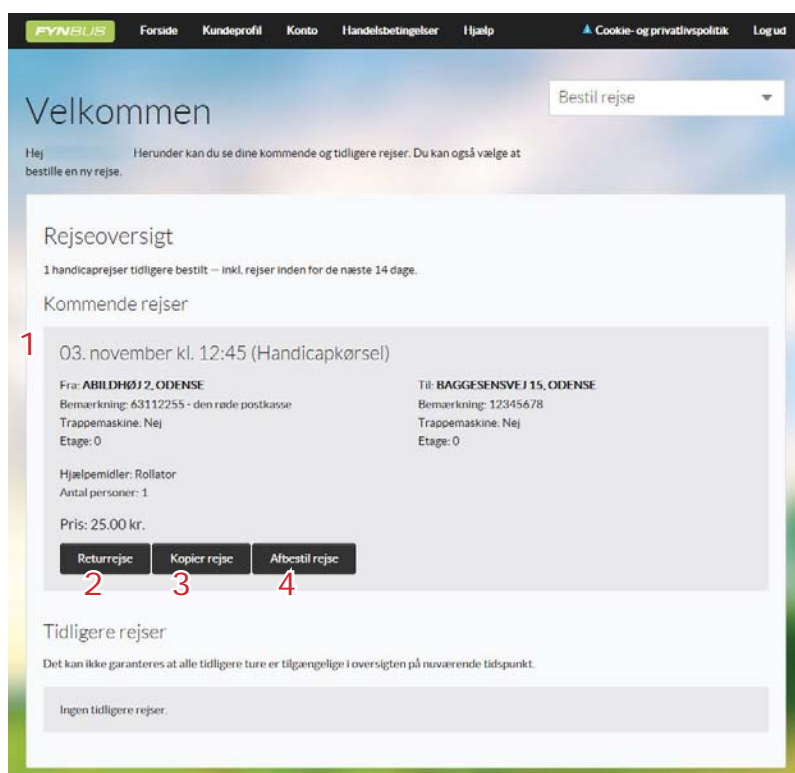 FYNBUS Forside Kundeprofil Konto Handelsbetingelser Hjælp Cookie- og privatlivspolitik Log ud
Bestil rejse
Velkommen
Hej Herunder kan du se dine kommende og tidligere rejser. Du kan også vælge at
bestille en ny rejse.
Rejseoversigt
1 handicaprejser tidligere bestilt — inkl. rejser inden for de næste 14 dage.
Kommende rejser
1
03. november kl. 12:45 (Handicapkørsel)
Fra: ABILDHØJ 2, ODENSE Til: BAGGESENSVEJ 15, ODENSE
Bemærkning: 63112255 - den røde postkasse Bemærkning: 12345678
Trappemaskine: Nej Trappemaskine: Nej
Etage: 0 Etage: 0
Hjælpemidler: Rollator
Antal personer: 1
Pris: 25.00 kr.
Returrejse Kopier rejse Afbestil rejse
2 3 4
Tidligere rejser
Det kan ikke garanteres at alle tidligere ture er tilgængelige i oversigten på nuværende tidspunkt.
Ingen tidligere rejser.